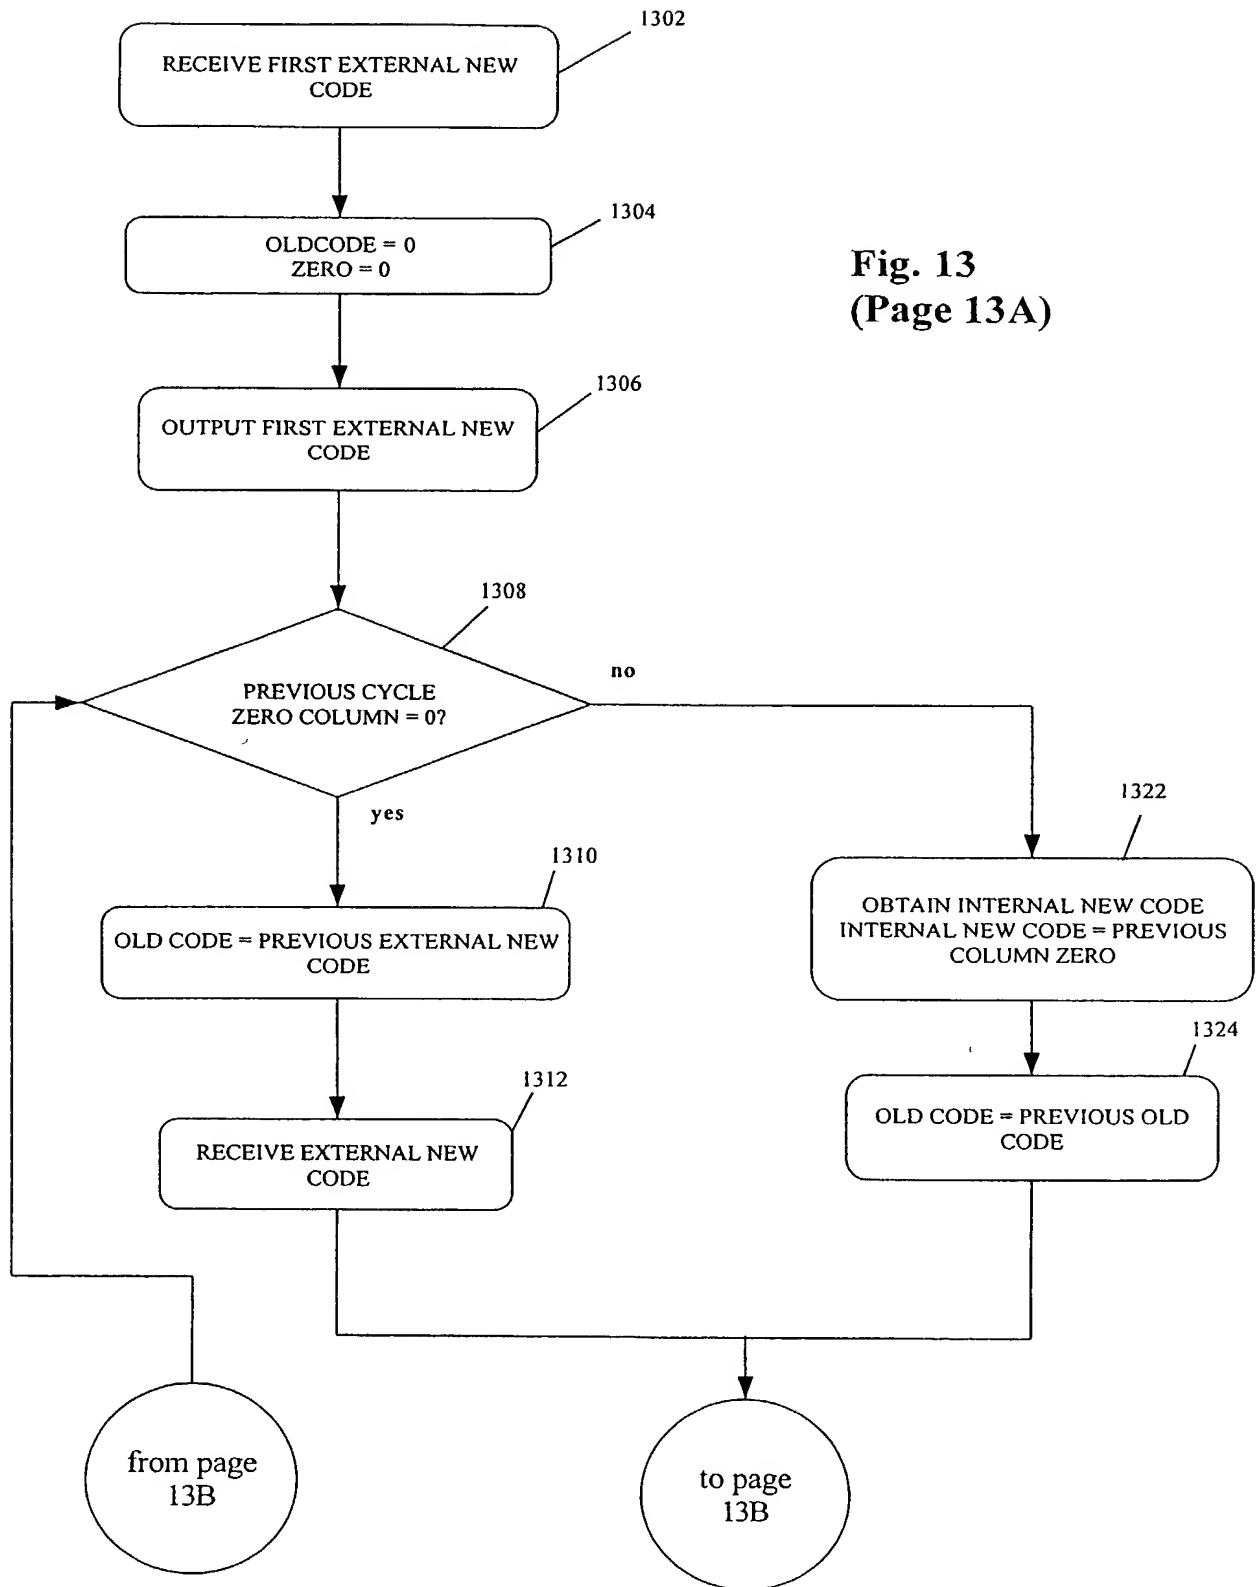 1302
RECEIVE FIRST EXTERNAL NEW
CODE
1304
OLDCODE = 0
ZERO = 0
Fig. 13
(Page 13A)
1306
OUTPUT FIRST EXTERNAL NEW
CODE
1308
PREVIOUS CYCLE
ZERO COLUMN = 0?
no
yes
1322
1310
OBTAIN INTERNAL NEW CODE
INTERNAL NEW CODE = PREVIOUS
COLUMN ZERO
OLD CODE = PREVIOUS EXTERNAL NEW
CODE
1324
1312
OLD CODE = PREVIOUS OLD
CODE
RECEIVE EXTERNAL NEW
CODE
from page
13B
to page
13B